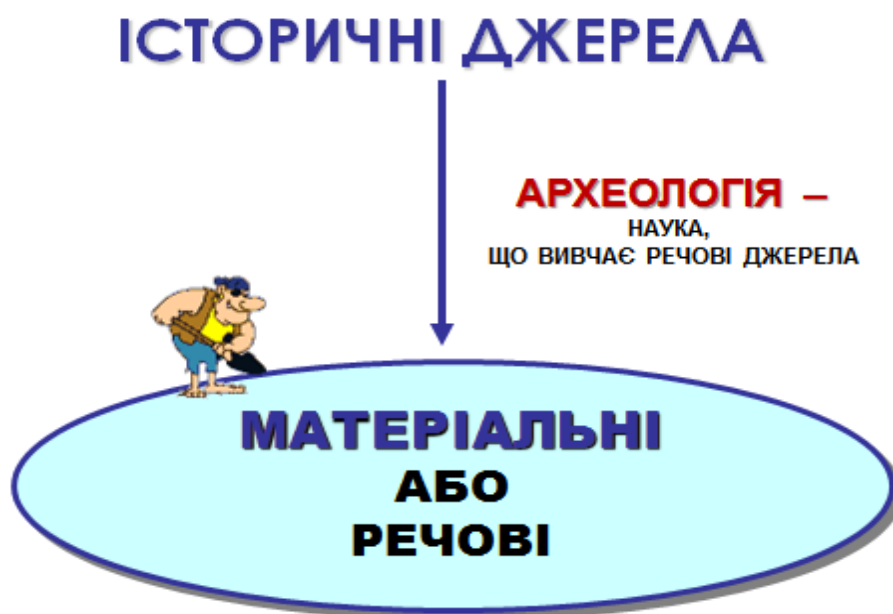 ІСТОРИЧНІ ДЖЕРЕЛА
АРХЕОЛОГІЯ –
НАУКА,
ЩО ВИВЧАЄ РЕЧОВІ ДЖЕРЕЛА
МАТЕРІАЛЬНІ
АБО
РЕЧОВІ